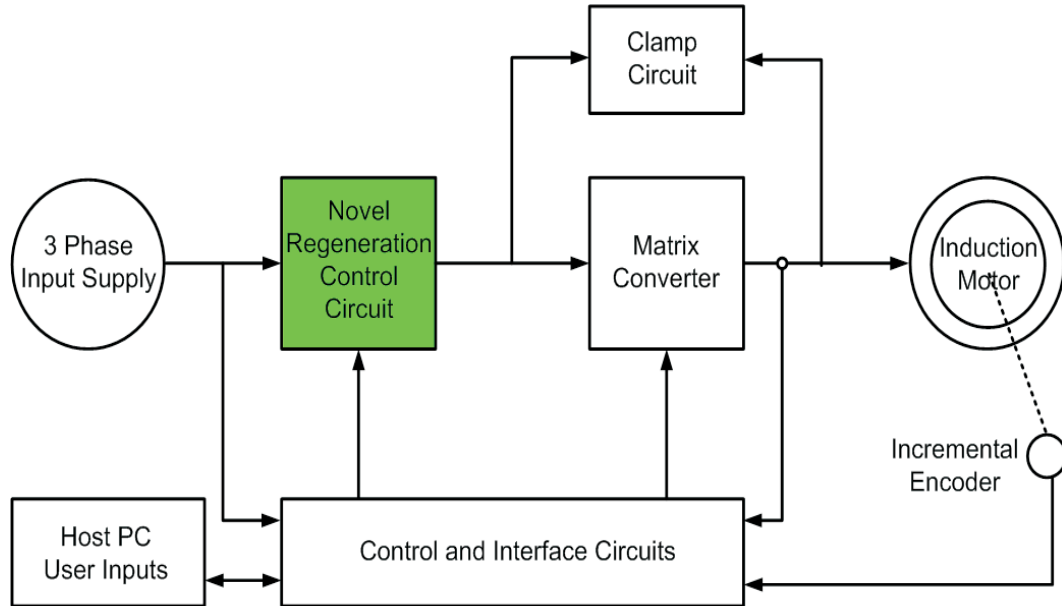 Clamp
Circuit
3 Phase
Input Supply
Novel
Regeneration
Control
Circuit
Matrix
Converter
Induction
Motor
Incremental
Encoder
Host PC
User Inputs
Control and Interface Circuits